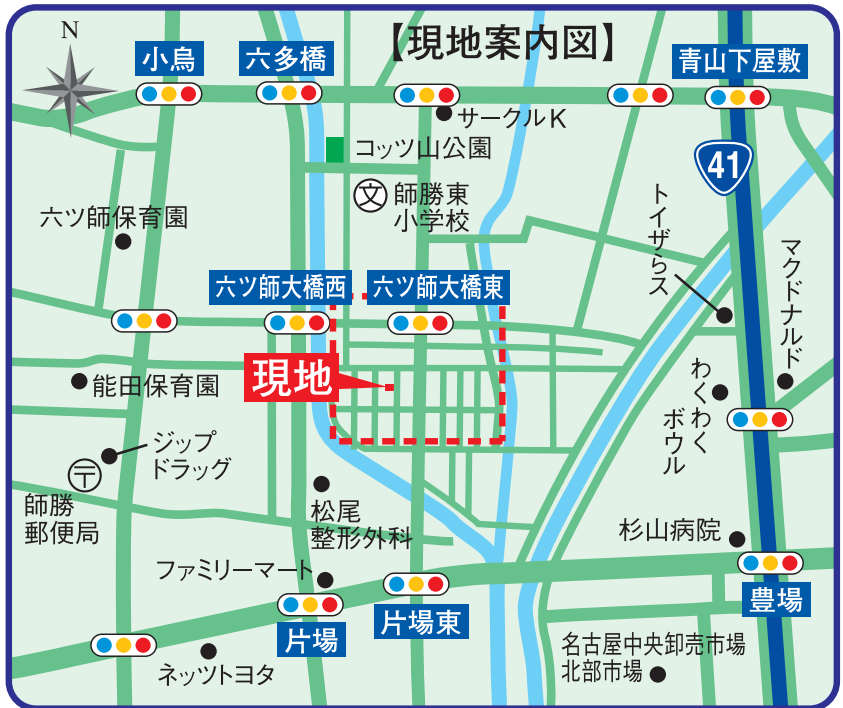 N
【現地案内図】
小鳥
六多橋
青山下屋敷
サークルK
コッツ山公園
41
文
師勝東
小学校
トイザらス
六ツ師保育園
マクドナルド
六ツ師大橋西
六ツ師大橋東
現地
能田保育園
わくわく
ボウル
ジップ
ドラッグ
〒
師勝
郵便局
松尾
整形外科
杉山病院
ファミリーマート
片場
片場東
豊場
ネッツトヨタ
名古屋中央卸売市場
北部市場